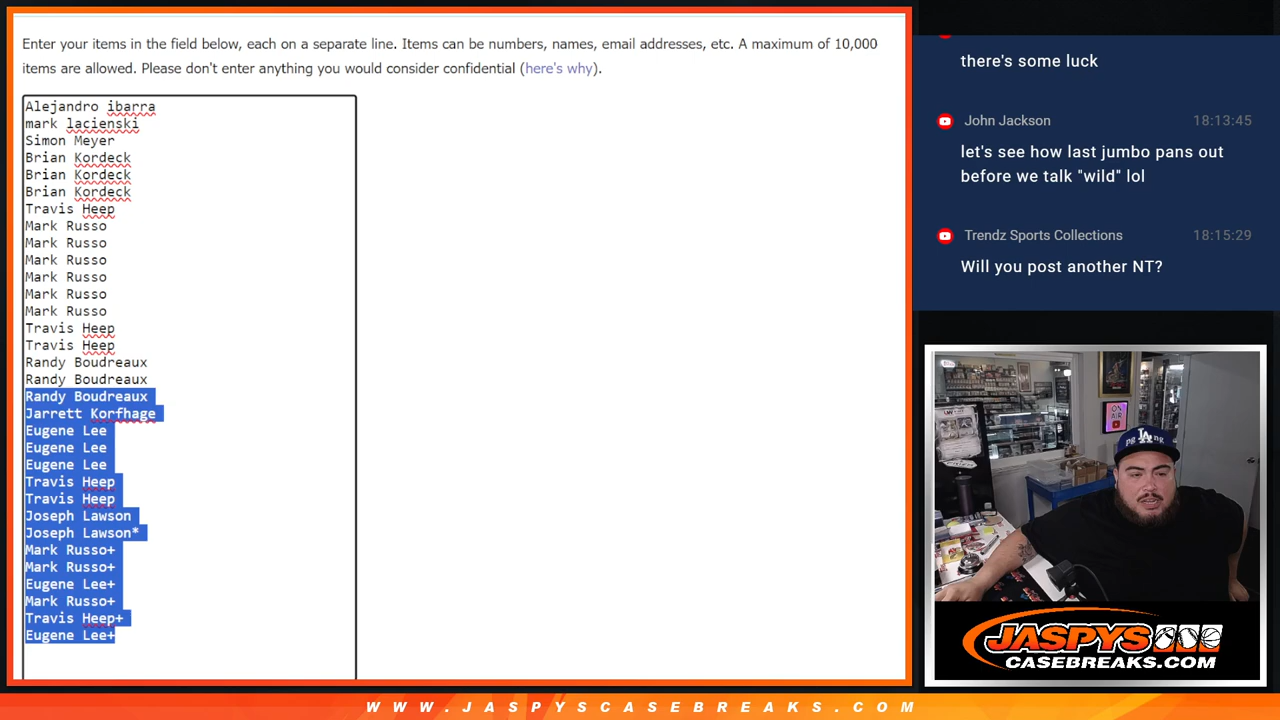 Enter your items in the field below, each on a separate line. Items can be numbers, names, email addresses, etc. A maximum of 10,000
items are allowed. Please don't enter anything you would consider confidential (here's why).
Alejandro ibarra
mark lacienski
Simon Meyer
Brian Kordeck
Brian Kordeck
Brian Kordeck
Travis Heep
Mark Russo
Mark Russo
Mark Russo
Mark Russo
Mark Russo
Mark Russo
Travis Heep
Travis Heep
Randy Boudreaux
Randy Boudreaux
Randy Boudreaux
Jarrett Korfhage
Eugene Lee
Eugene Lee
Eugene Lee
Travis Heep
Travis Heep
Joseph Lawson
Joseph Lawson*
Mark Russo+
Mark Russo+
Eugene Lee+
Mark Russo+
Travis Heep+
Eugene Lee+
there's some luck
John Jackson 18:13:45
let's see how last jumbo pans out
before we talk "wild" lol
Trendz Sports Collections 18:15:29
Will you post another NT?
ON
AIR
LA
JASPYS
CASEBREAKS.COM
WWW.JASPYSCASEBREAKS.COM